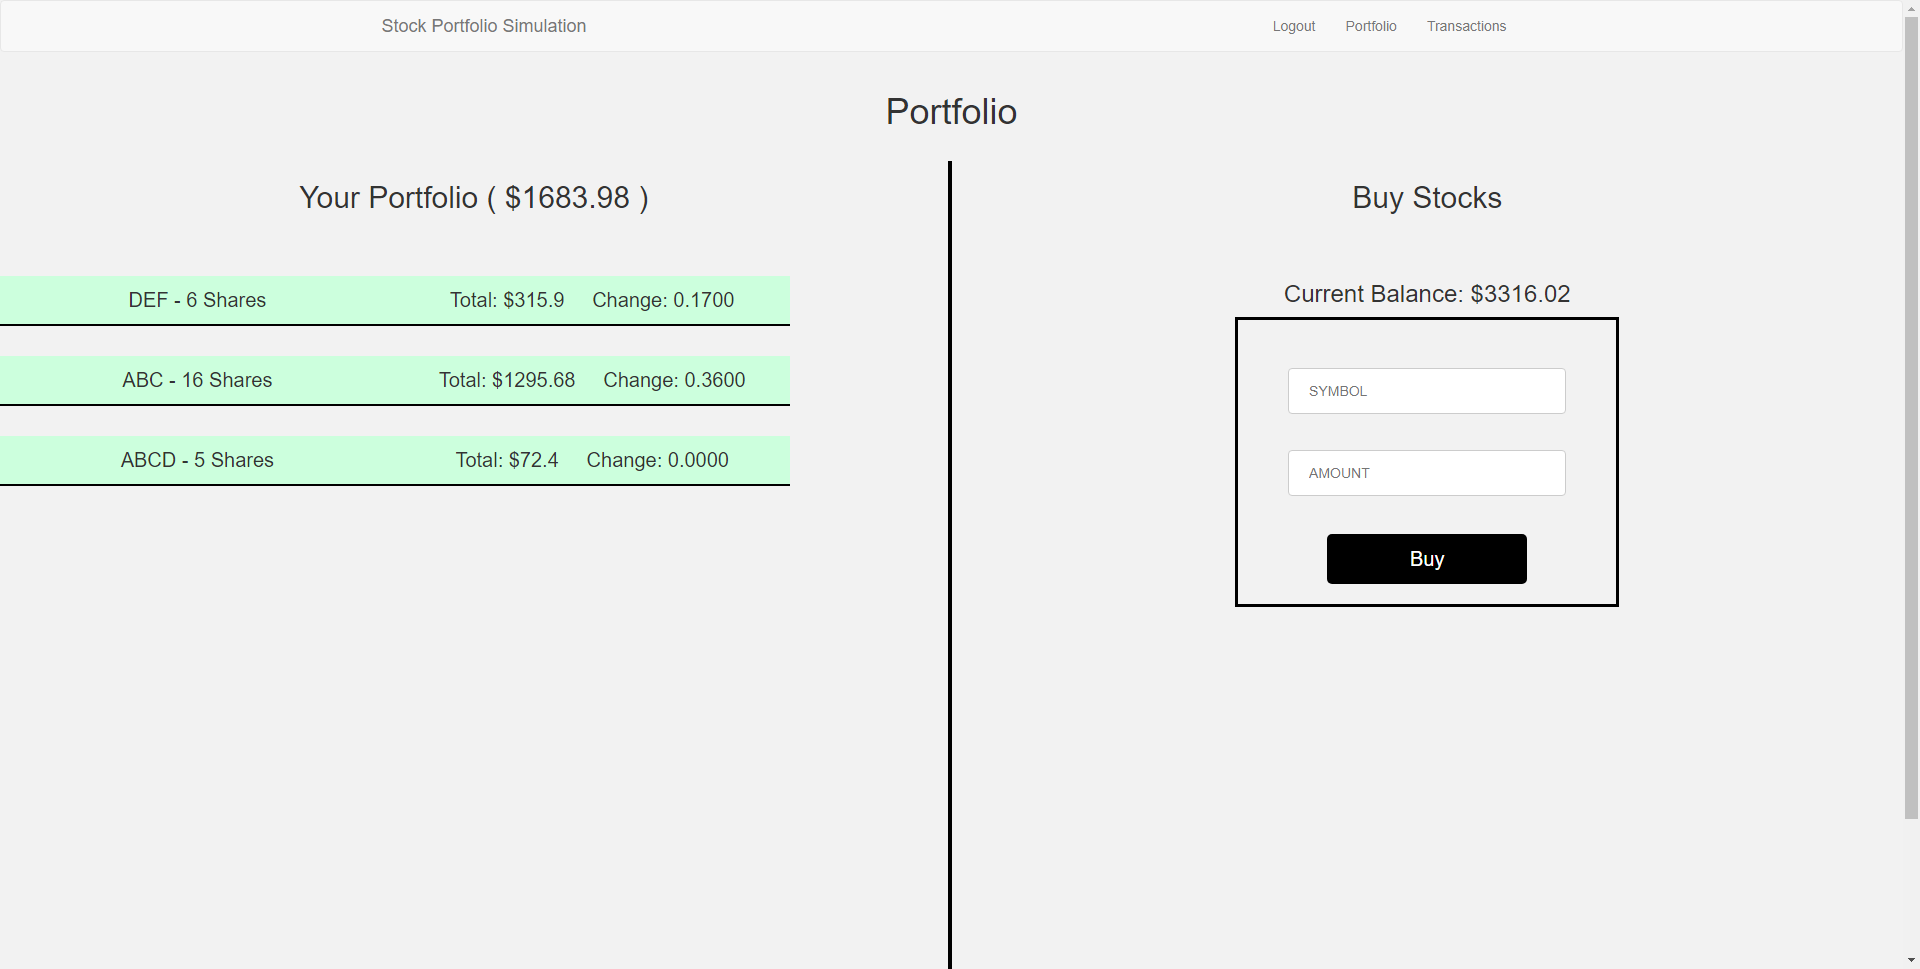 Stock Portfolio Simulation Logout Portfolio Transactions
Portfolio
Your Portfolio ( $1683.98 )
DEF - 6 Shares Total: $315.9 Change: 0.1700
ABC - 16 Shares Total: $1295.68 Change: 0.3600
ABCD - 5 Shares Total: $72.4 Change: 0.0000
Buy Stocks
Current Balance: $3316.02
SYMBOL
AMOUNT
Buy